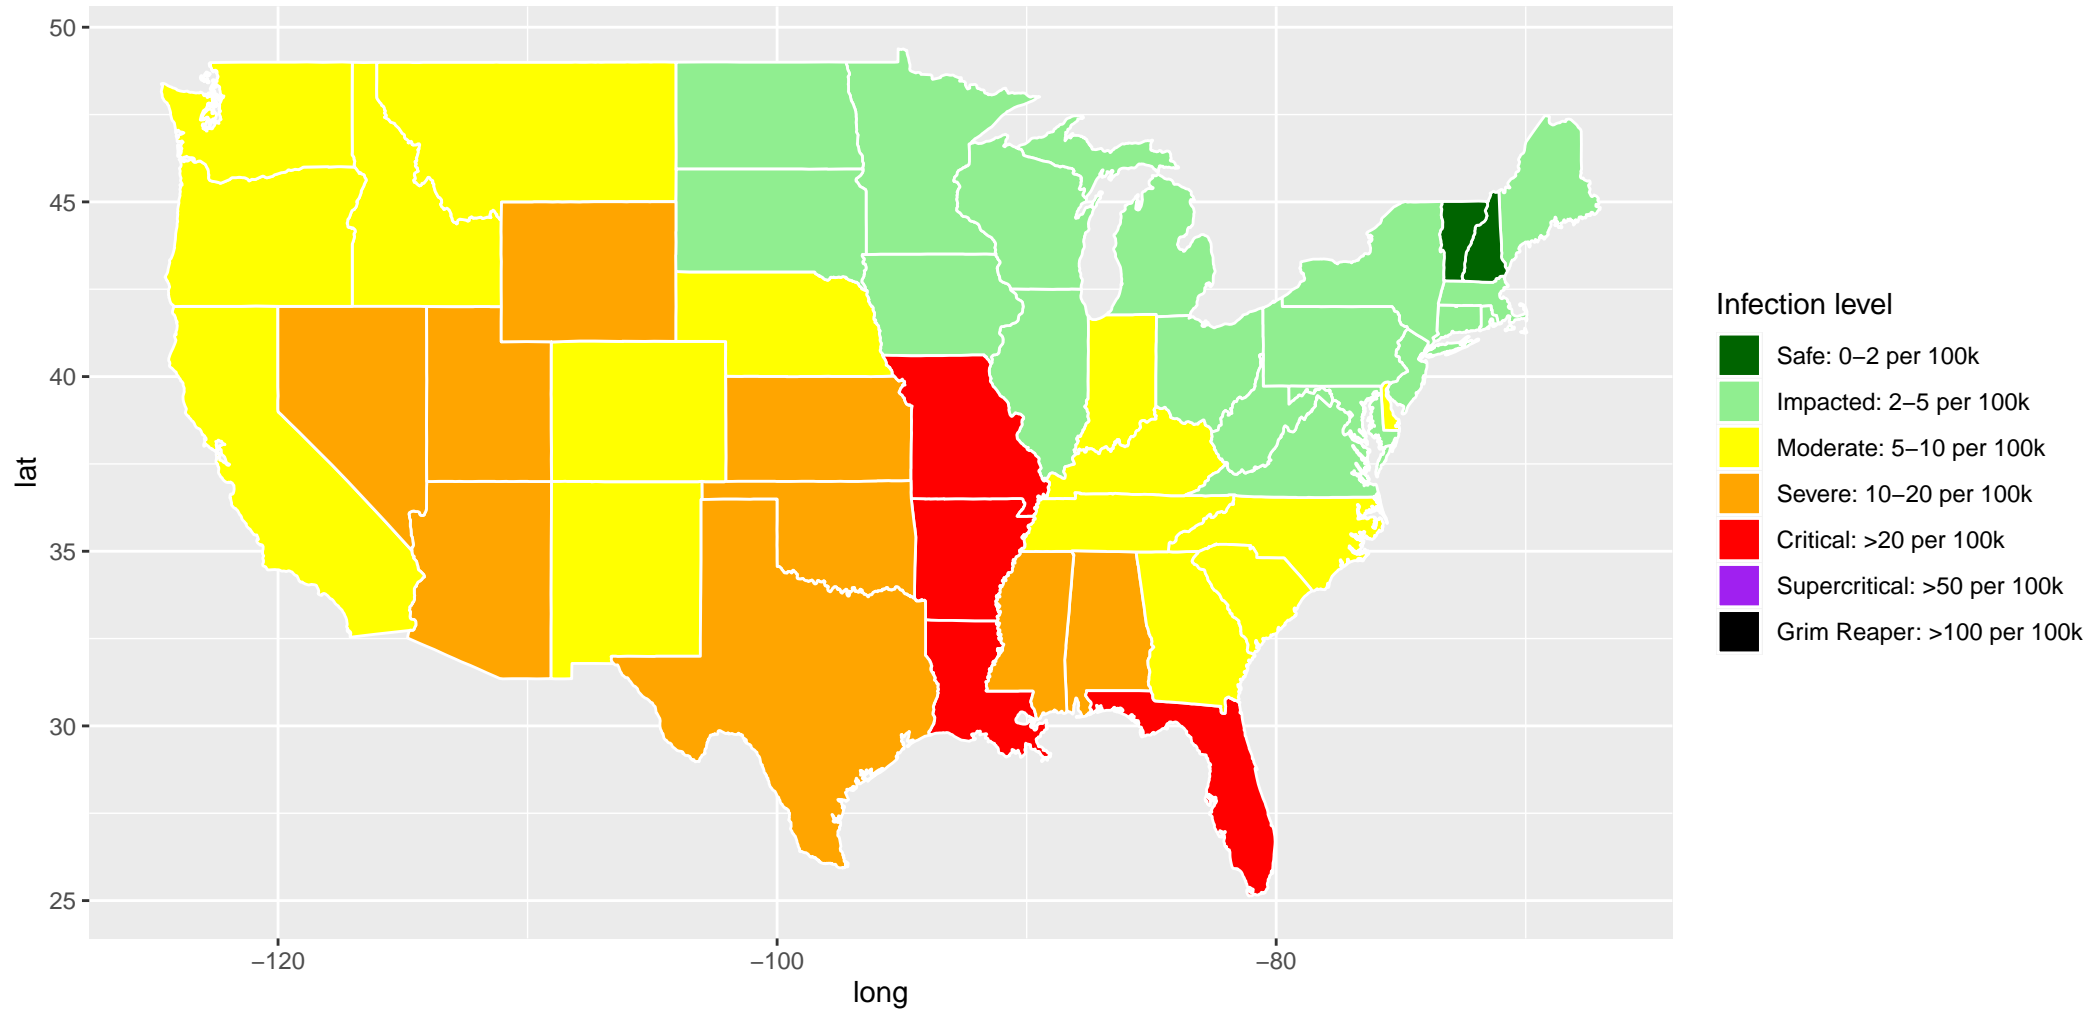 50
45
40
35
30
25
lat
−120
−100
−80
long
Infection level
Safe: 0−2 per 100k
Impacted: 2−5 per 100k
Moderate: 5−10 per 100k
Severe: 10−20 per 100k
Critical: >20 per 100k
Supercritical: >50 per 100k
Grim Reaper: >100 per 100k